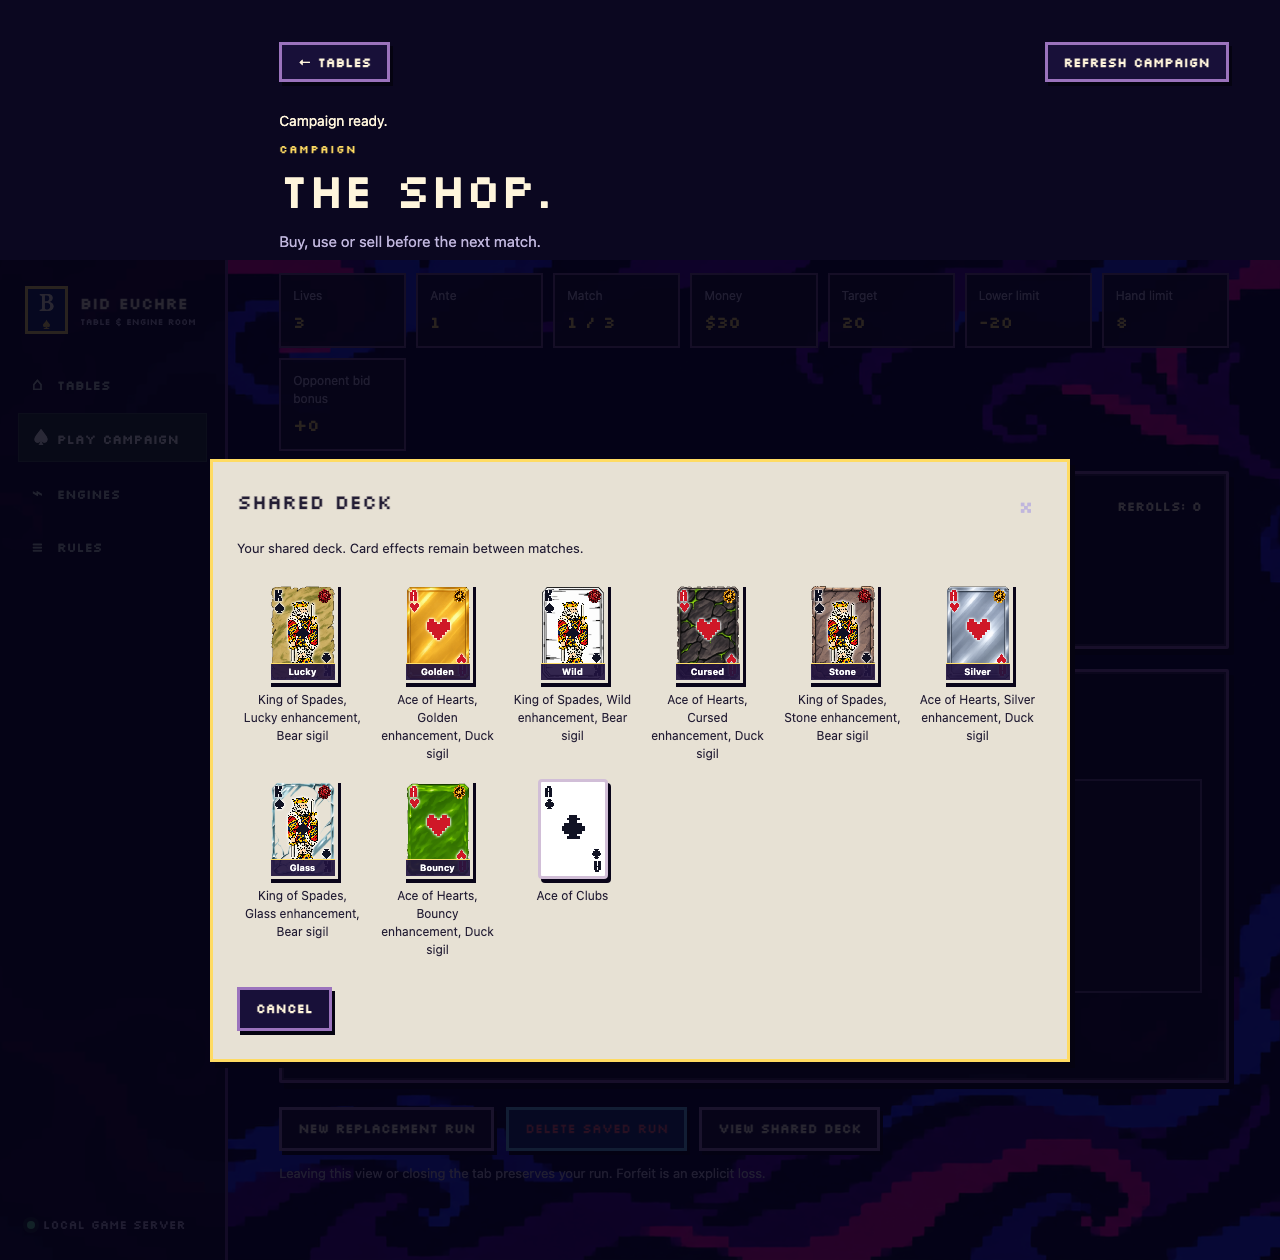 ← TABLES
REFRESH CAMPAIGN
Campaign ready.
CAMPAIGN
THE SHOP.
Buy, use or sell before the next match.
B
BID EUCHRE
TABLE & ENGINE ROOM
TABLES
PLAY CAMPAIGN
ENGINES
RULES
Lives
3
Ante
1
Match
1 / 3
Money
$30
Target
20
Lower limit
-20
Hand limit
8
Opponent bid
bonus
+0
REROLLS: 0
SHARED DECK
Your shared deck. Card effects remain between matches.
K
Lucky
King of Spades,
Lucky enhancement,
Bear sigil
A
Golden
Ace of Hearts,
Golden
enhancement, Duck
sigil
K
Wild
King of Spades, Wild
enhancement, Bear
sigil
A
Cursed
Ace of Hearts,
Cursed
enhancement, Duck
sigil
K
Stone
King of Spades,
Stone enhancement,
Bear sigil
A
Silver
Ace of Hearts, Silver
enhancement, Duck
sigil
K
Glass
King of Spades,
Glass enhancement,
Bear sigil
A
Bouncy
Ace of Hearts,
Bouncy
enhancement, Duck
sigil
A
A
Ace of Clubs
CANCEL
NEW REPLACEMENT RUN
DELETE SAVED RUN
VIEW SHARED DECK
Leaving this view or closing the tab preserves your run. Forfeit is an explicit loss.
LOCAL GAME SERVER